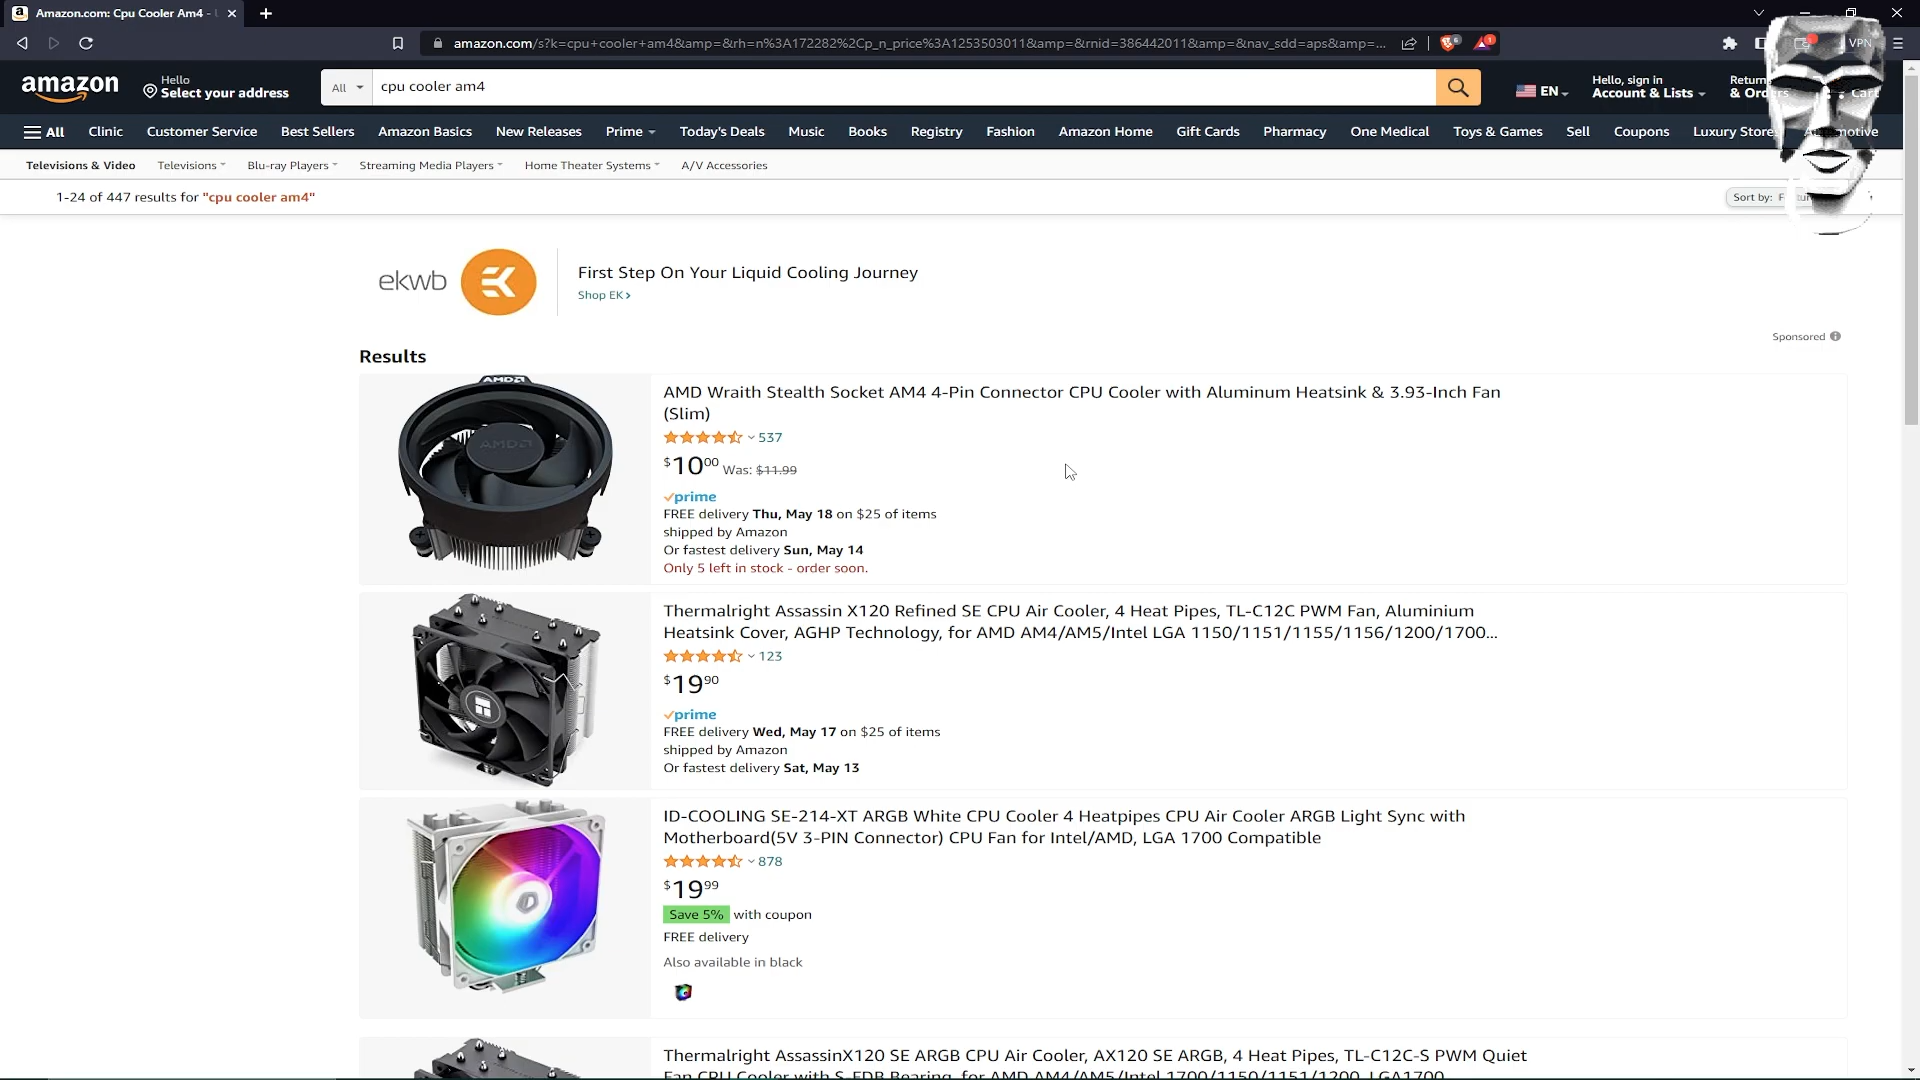 Amazon.com: Cpu Cooler Am4 -
amazon.com/s?k=cpu+cooler+am4&amp=&rh=n%3A172282%2Cp_n_price%3A1253503011&amp=&rnid=386442011&amp=&nav_sdd=aps&amp=...
6
1
VPN
amazon
Hello
Select your address
All
cpu cooler am4
EN
Hello, sign in
Account & Lists
Return
& Orders
Cart
All
Clinic
Customer Service
Best Sellers
Amazon Basics
New Releases
Prime
Today's Deals
Music
Books
Registry
Fashion
Amazon Home
Gift Cards
Pharmacy
One Medical
Toys & Games
Sell
Coupons
Luxury Stores
Automotive
Televisions & Video
Televisions
Blu-ray Players
Streaming Media Players
Home Theater Systems
A/V Accessories
1-24 of 447 results for "cpu cooler am4"
Sort by:
ekwb
First Step On Your Liquid Cooling Journey
Shop EK ›
Sponsored
Results
AMD
AMD
AMD Wraith Stealth Socket AM4 4-Pin Connector CPU Cooler with Aluminum Heatsink & 3.93-Inch Fan
(Slim)
537
$10 00 Was: $11.99
prime
FREE delivery Thu, May 18 on $25 of items
shipped by Amazon
Or fastest delivery Sun, May 14
Only 5 left in stock - order soon.
Thermalright Assassin X120 Refined SE CPU Air Cooler, 4 Heat Pipes, TL-C12C PWM Fan, Aluminium
Heatsink Cover, AGHP Technology, for AMD AM4/AM5/Intel LGA 1150/1151/1155/1156/1200/1700...
123
$19 90
prime
FREE delivery Wed, May 17 on $25 of items
shipped by Amazon
Or fastest delivery Sat, May 13
ID-COOLING SE-214-XT ARGB White CPU Cooler 4 Heatpipes CPU Air Cooler ARGB Light Sync with
Motherboard(5V 3-PIN Connector) CPU Fan for Intel/AMD, LGA 1700 Compatible
878
$19 99
Save 5% with coupon
FREE delivery
Also available in black
Thermalright AssassinX120 SE ARGB CPU Air Cooler, AX120 SE ARGB, 4 Heat Pipes, TL-C12C-S PWM Quiet
Fan CPU Cooler with S-FDB Bearing, for AMD AM4/AM5/Intel 1700/1150/1151/1200, LGA1700